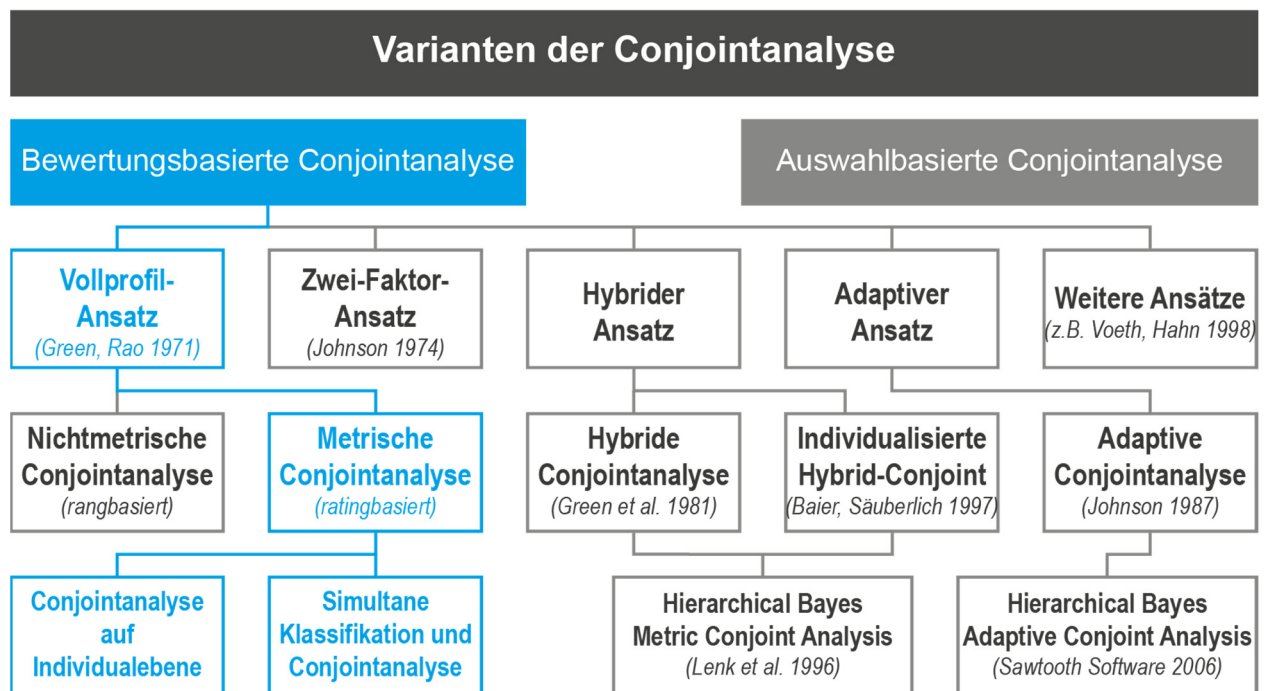 Varianten der Conjointanalyse
Bewertungsbasierte Conjointanalyse
Auswahlbasierte Conjointanalyse
Vollprofil-
Ansatz
(Green, Rao 1971)
Zwei-Faktor-
Ansatz
(Johnson 1974)
Hybrider
Ansatz
Adaptiver
Ansatz
Weitere Ansätze
(z.B. Voeth, Hahn 1998)
Nichtmetrische
Conjointanalyse
(rangbasiert)
Metrische
Conjointanalyse
(ratingbasiert)
Hybride
Conjointanalyse
(Green et al. 1981)
Individualisierte
Hybrid-Conjoint
(Baier, Säuberlich 1997)
Adaptive
Conjointanalyse
(Johnson 1987)
Conjointanalyse
auf
Individualebene
Simultane
Klassifikation und
Conjointanalyse
Hierarchical Bayes
Metric Conjoint Analysis
(Lenk et al. 1996)
Hierarchical Bayes
Adaptive Conjoint Analysis
(Sawtooth Software 2006)